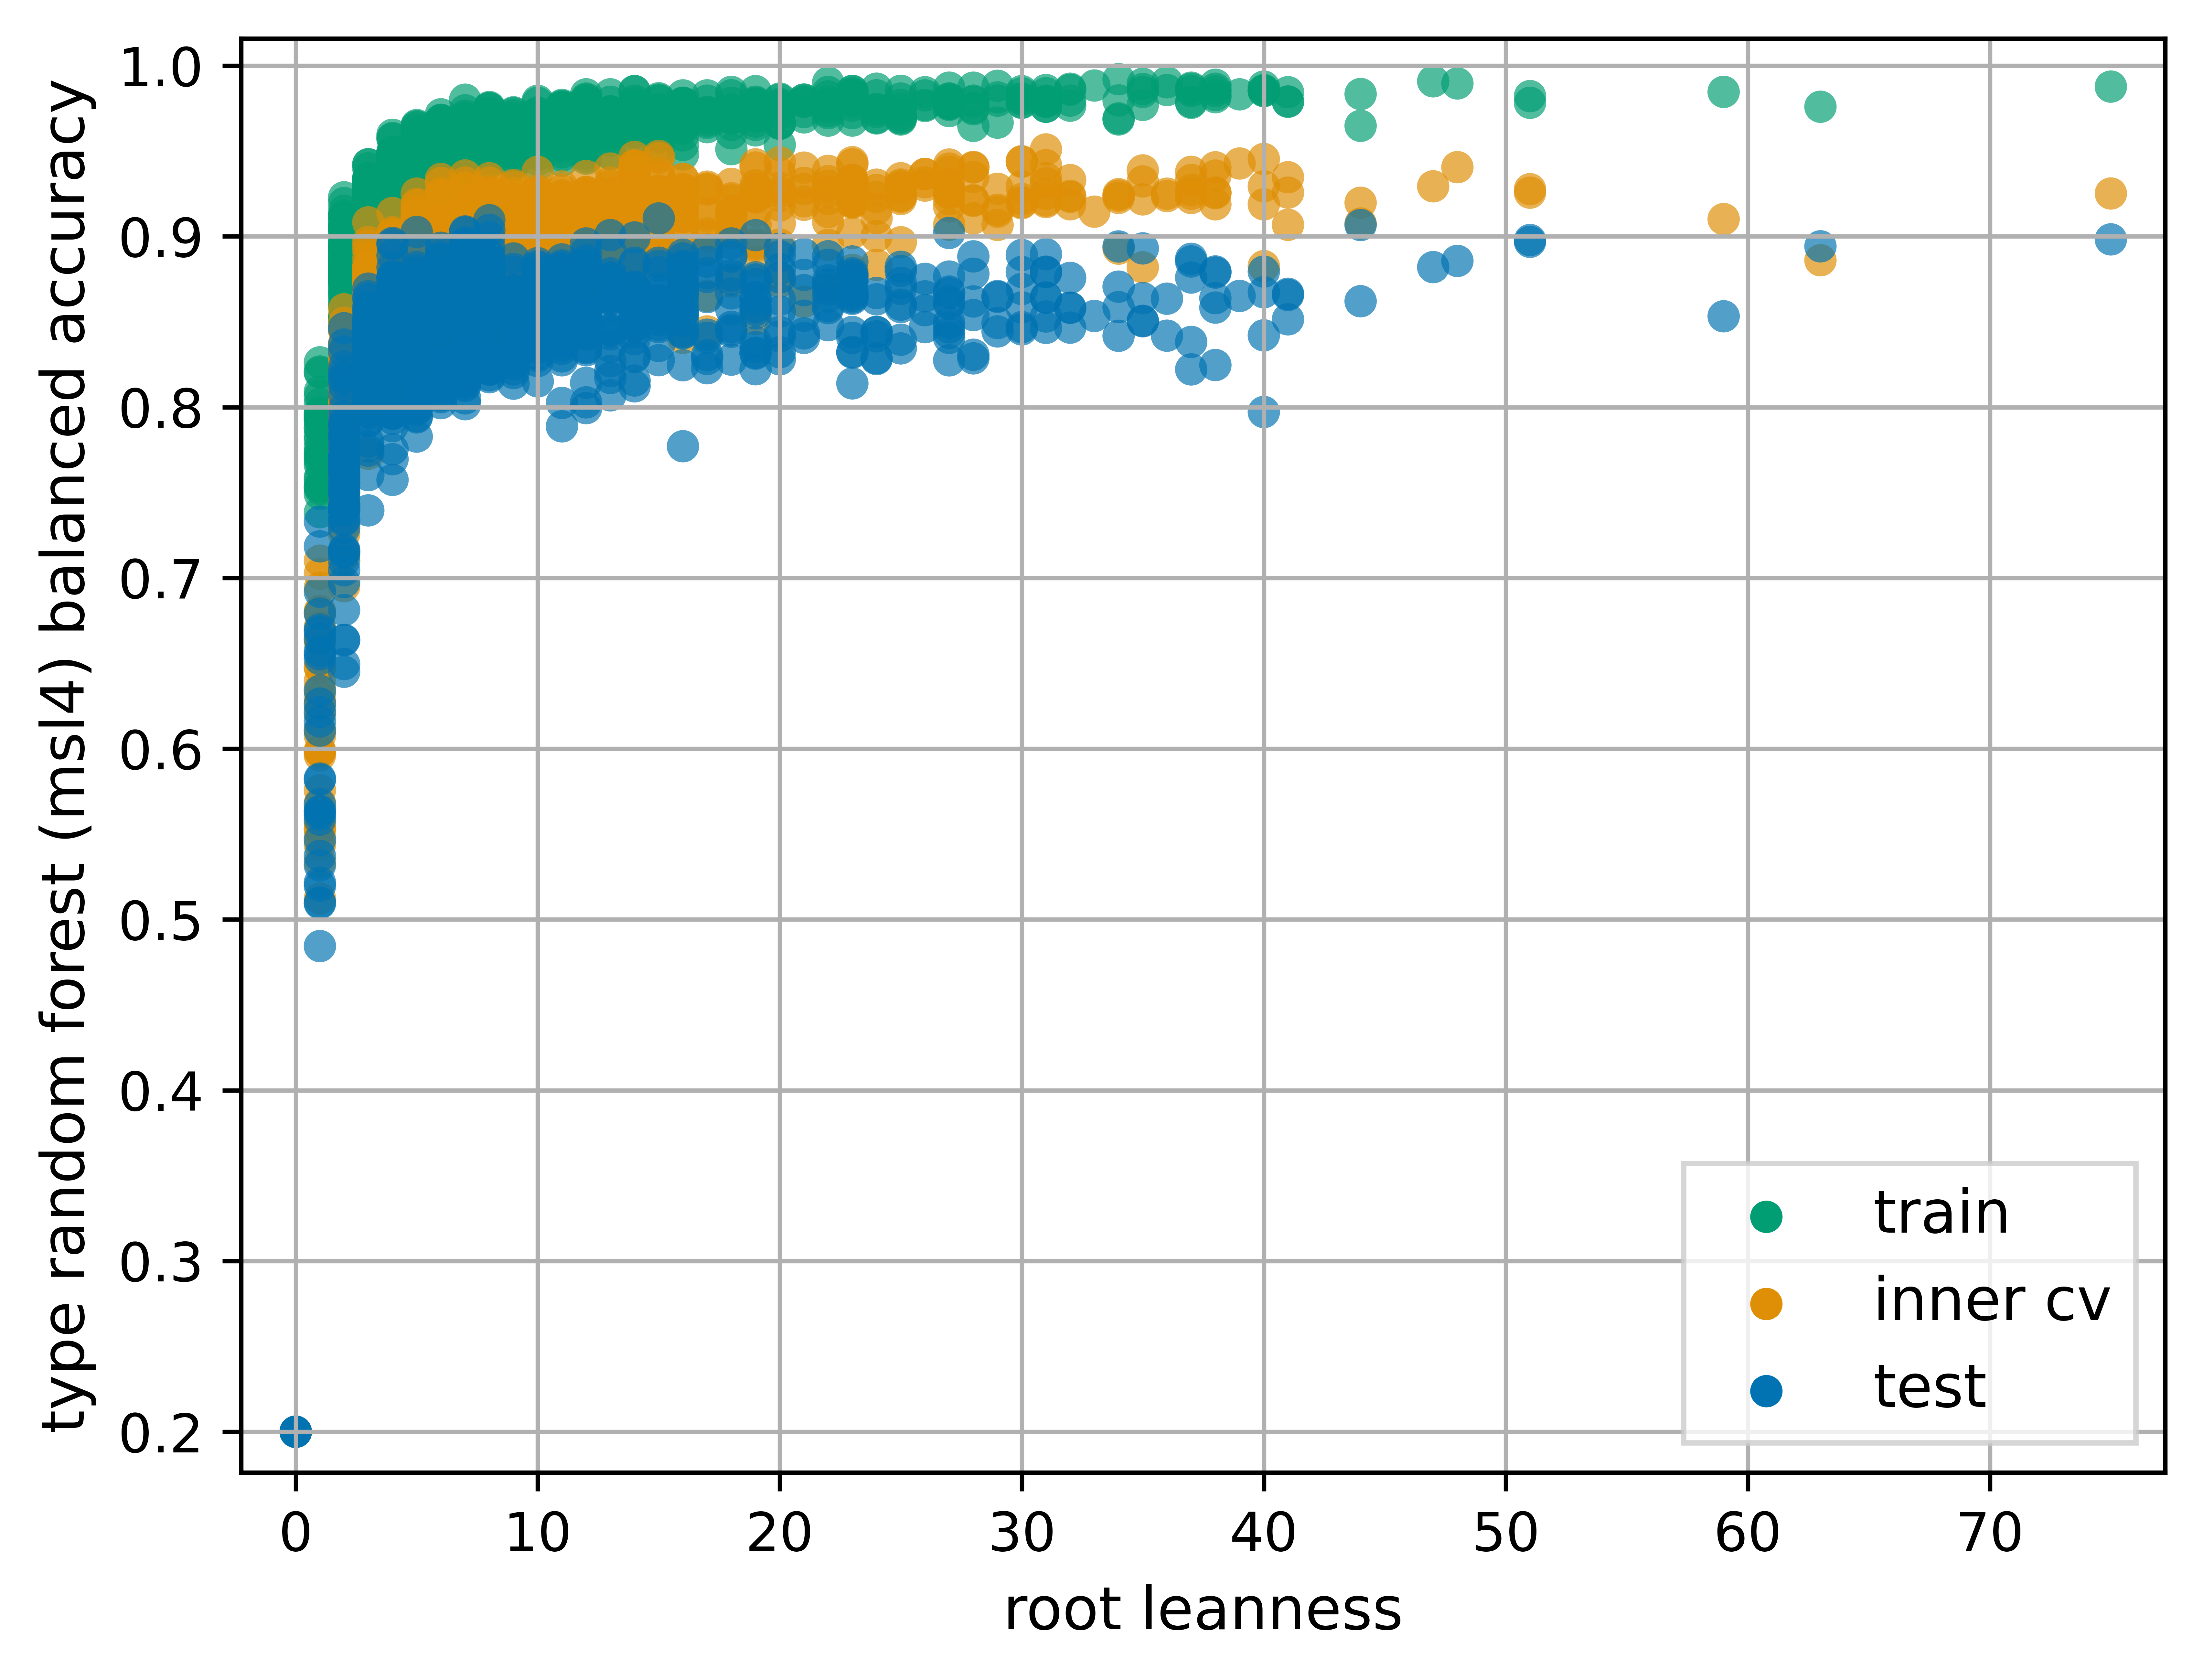 type random forest (msl4) balanced accuracy
1.0
0.9
0.8
0.7
0.6
0.5
0.4
0.3
0.2
train
inner cv
test
0 10 20 30 40 50 60 70
root leanness